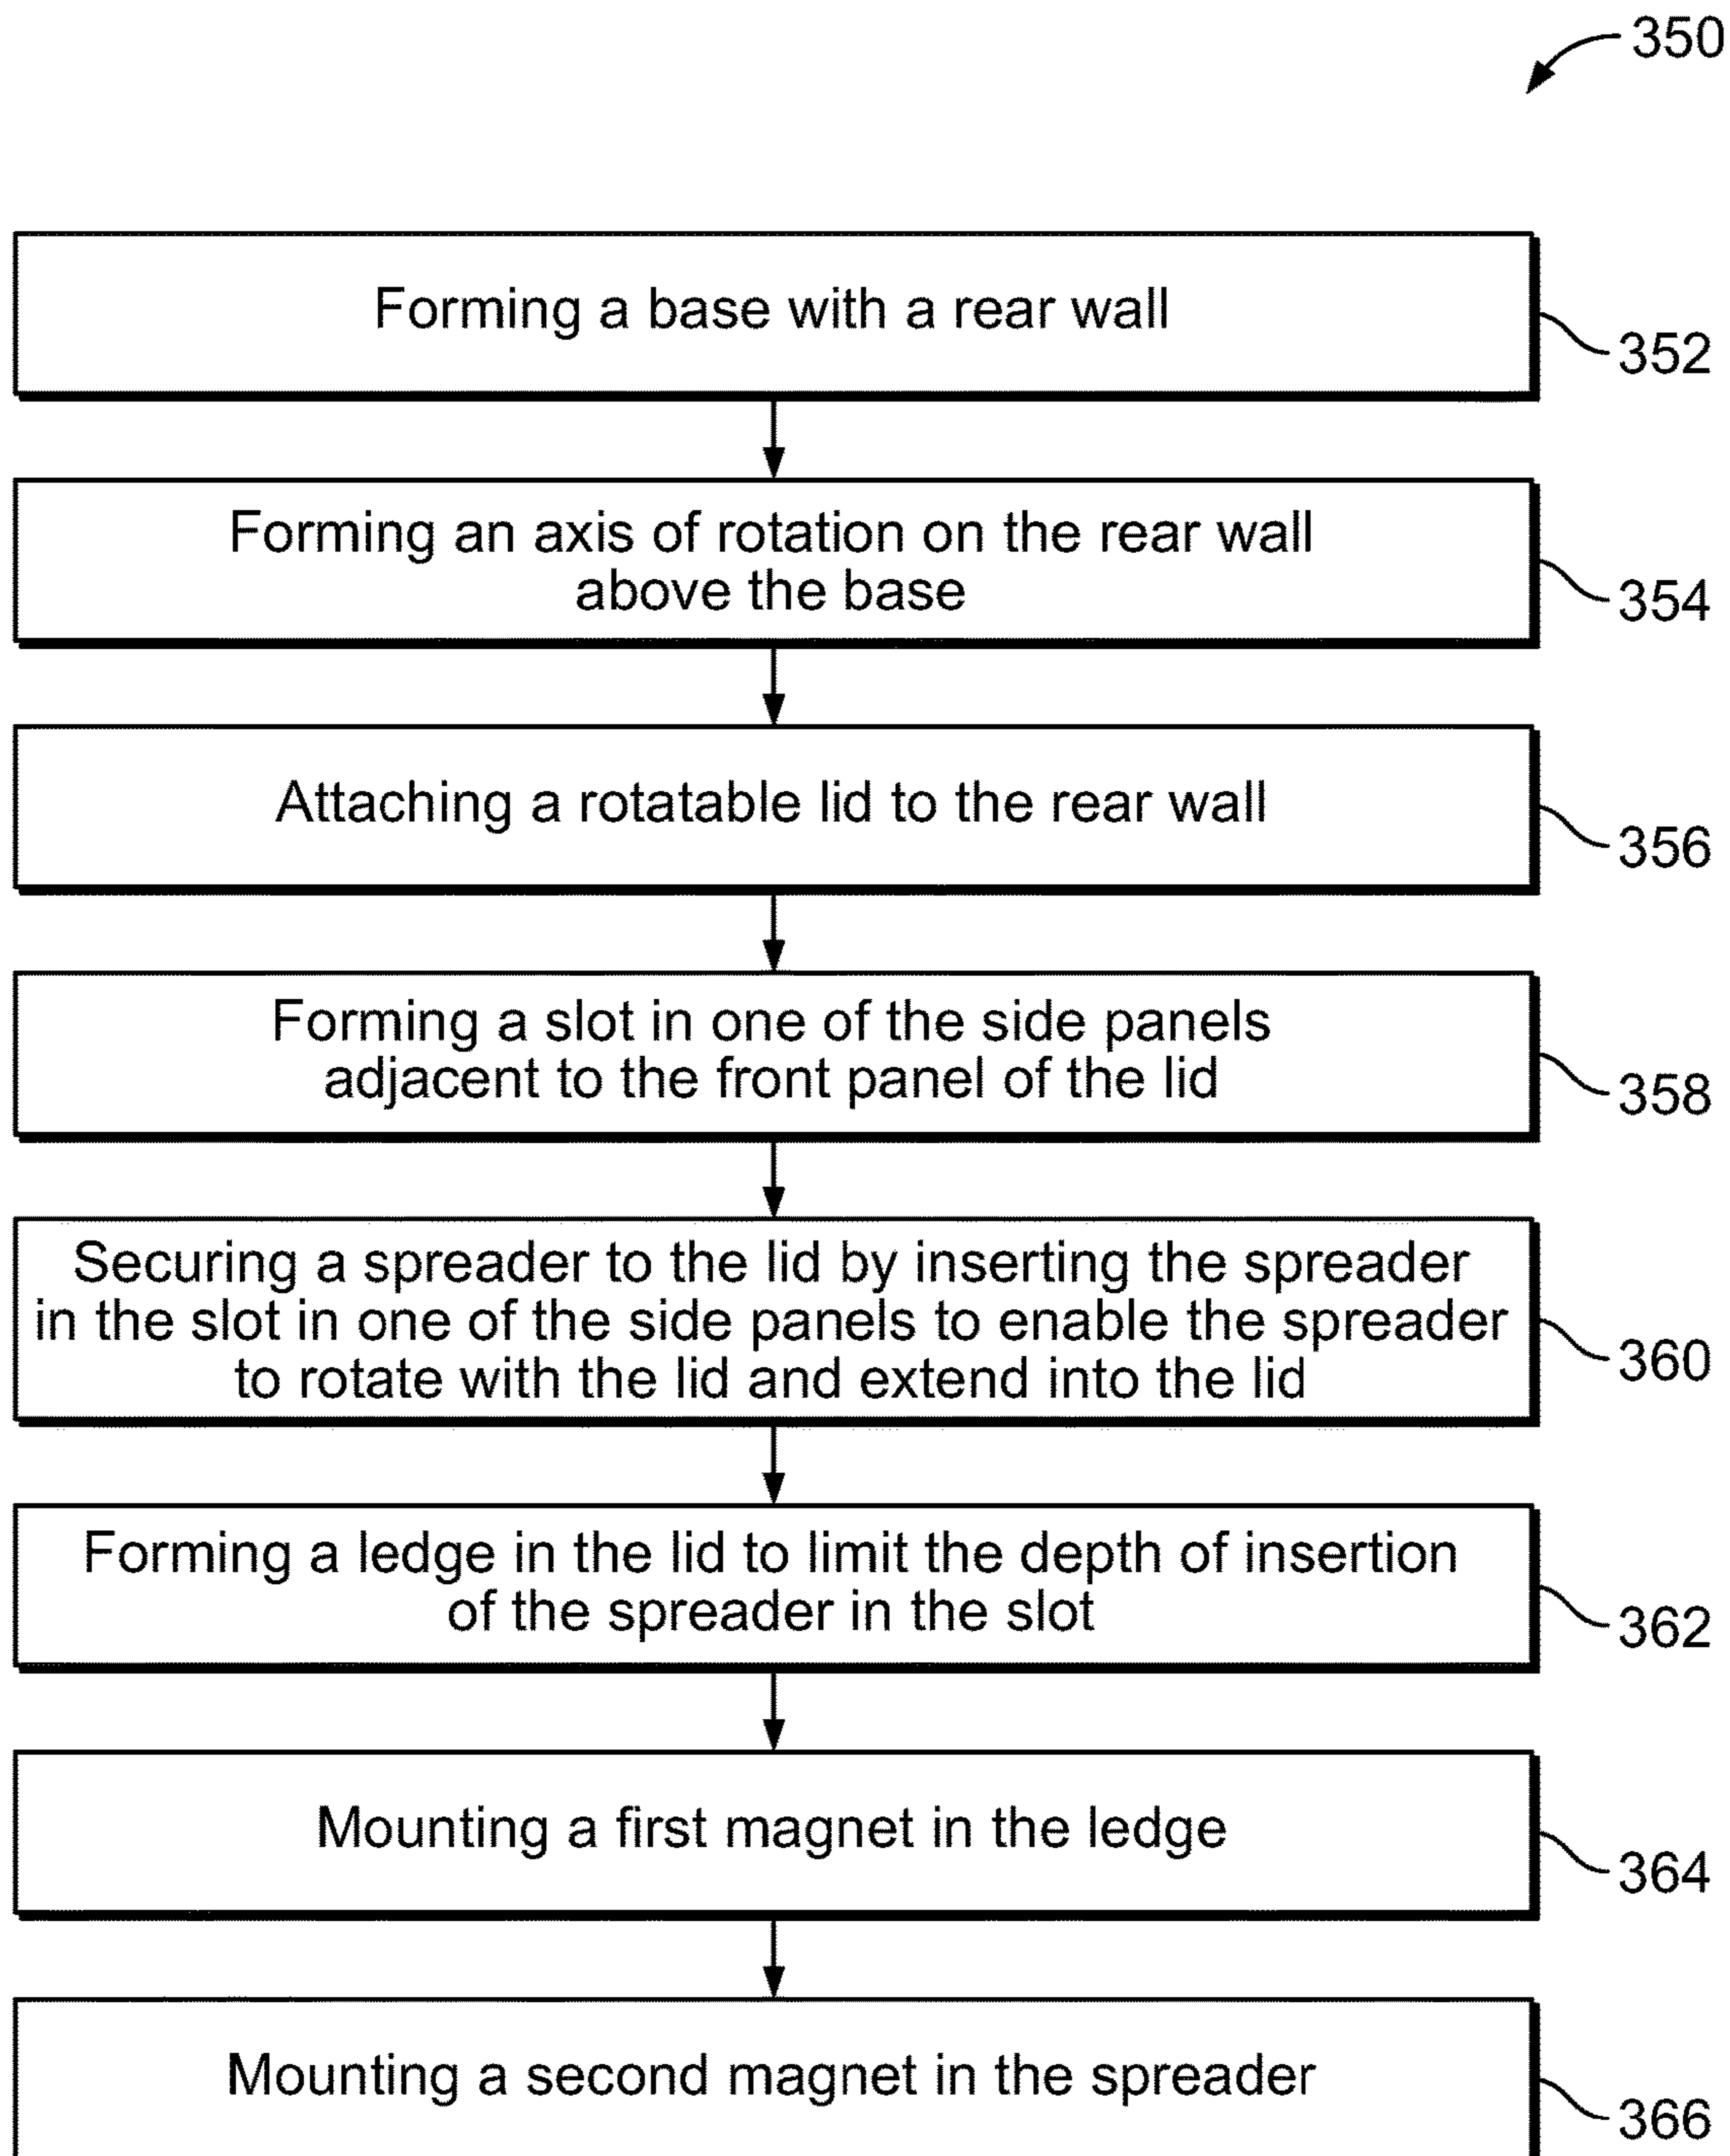 350
Forming a base with a rear wall
352
Forming an axis of rotation on the rear wall
above the base
354
Attaching a rotatable lid to the rear wall
356
Forming a slot in one of the side panels
adjacent to the front panel of the lid
358
Securing a spreader to the lid by inserting the spreader
in the slot in one of the side panels to enable the spreader
to rotate with the lid and extend into the lid
360
Forming a ledge in the lid to limit the depth of insertion
of the spreader in the slot
362
Mounting a first magnet in the ledge
364
Mounting a second magnet in the spreader
366